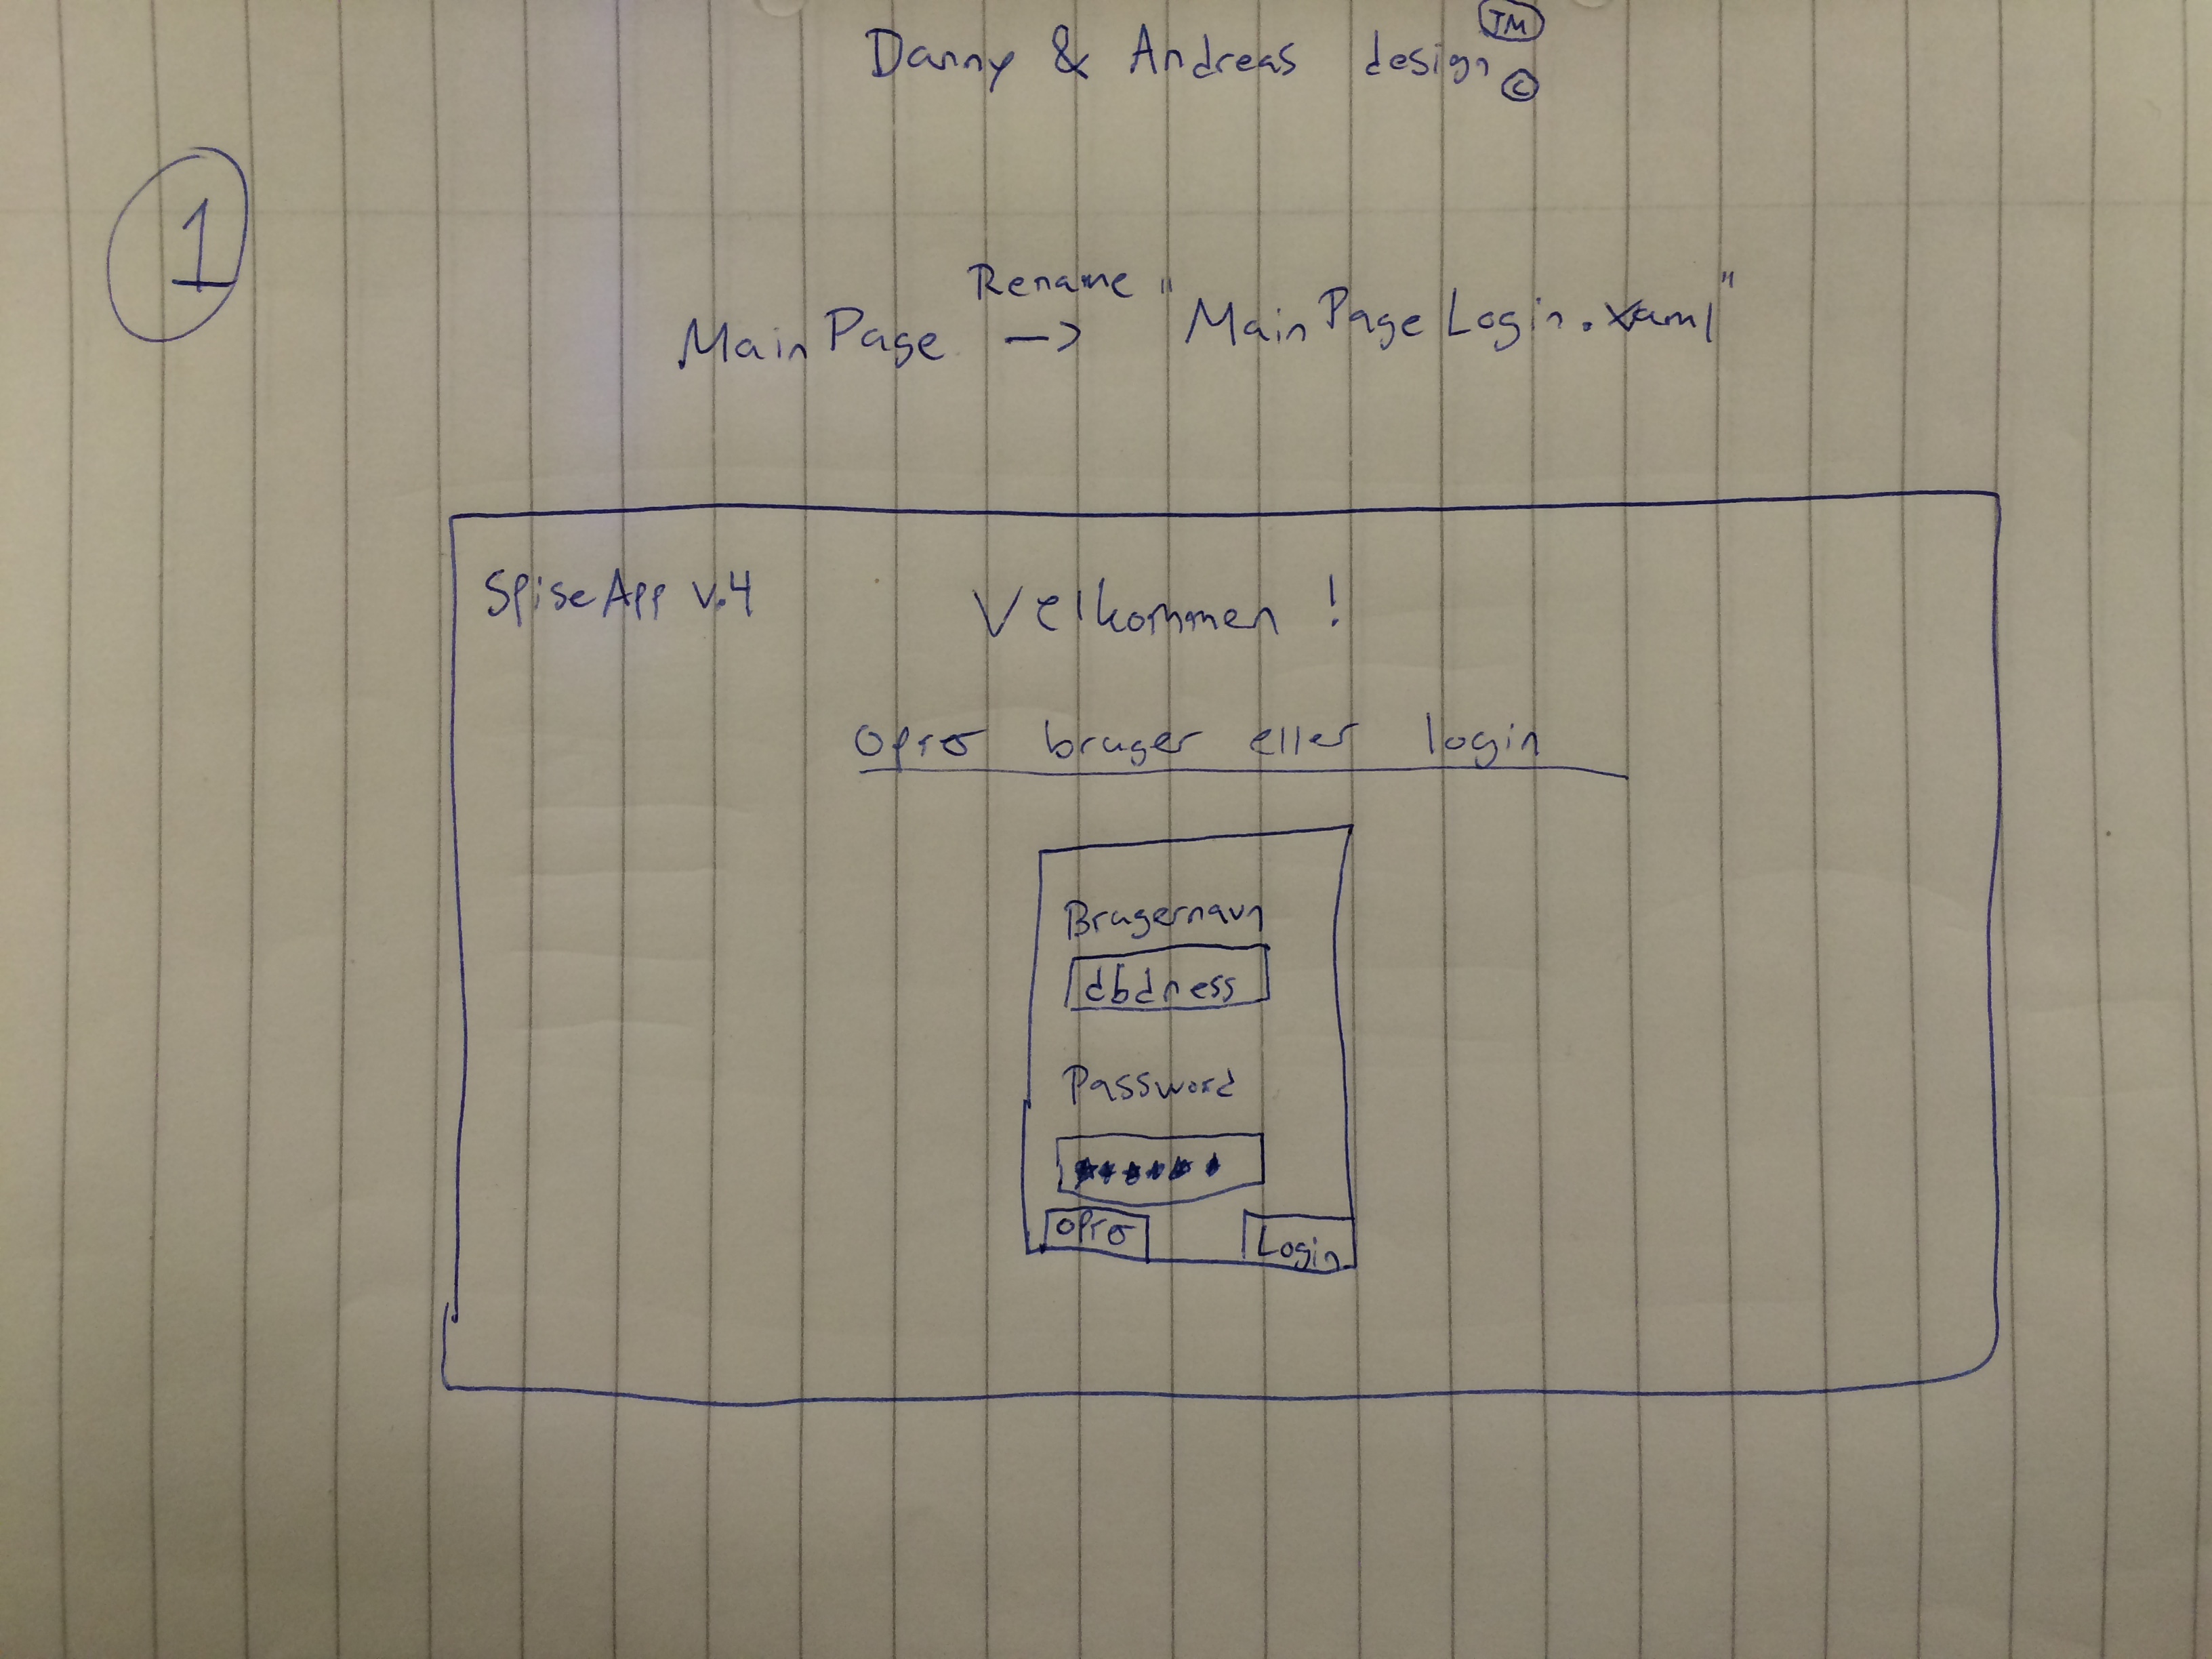 Danny & Andreas design TM ©
1
Rename
MainPage -> "MainPageLogin.xaml"
SpiseApp v.4
Velkommen !
Opret bruger eller login
Brugernavn
dbdness
Password
******
Opret
Login